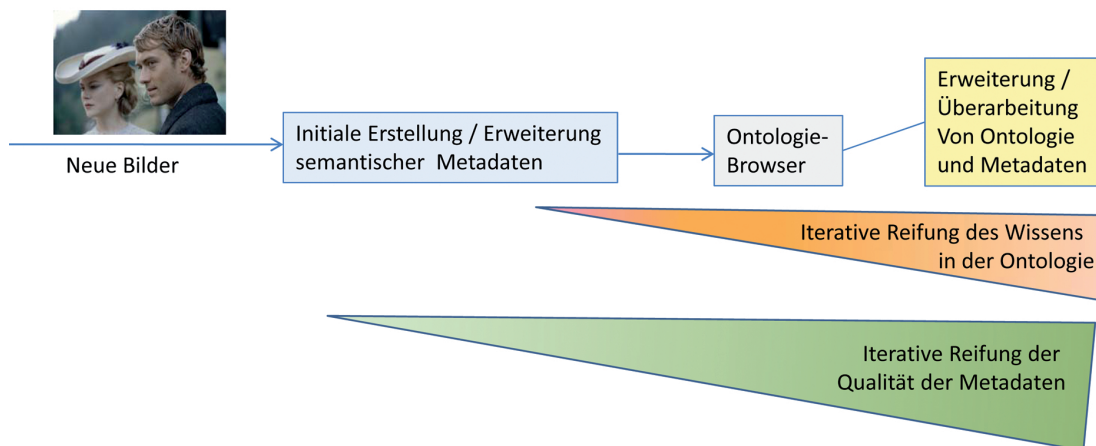 Neue Bilder
Initiale Erstellung / Erweiterung
semantischer Metadaten
Ontologie-
Browser
Erweiterung /
Überarbeitung
Von Ontologie
und Metadaten
Iterative Reifung des Wissens
in der Ontologie
Iterative Reifung der
Qualität der Metadaten